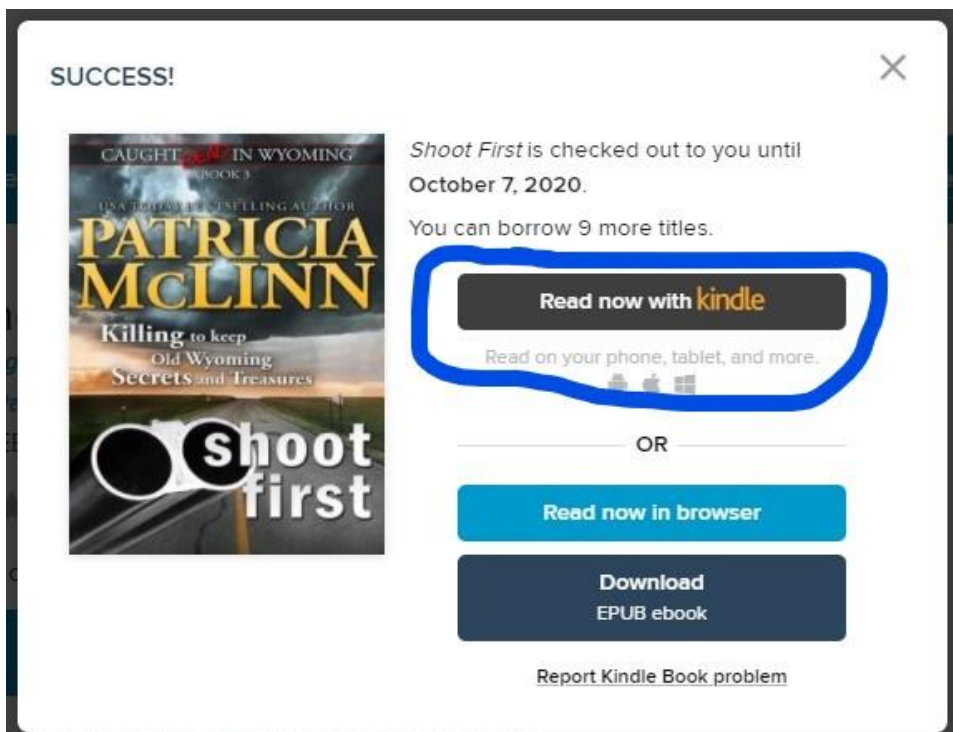 SUCCESS!
CAUGHT DEAD IN WYOMING
BOOK 3
USA TODAY BESTSELLING AUTHOR
PATRICIA
McLINN
Killing to keep
Old Wyoming
Secrets and Treasures
shoot
first
Shoot First is checked out to you until
October 7, 2020.
You can borrow 9 more titles.
Read now with kindle
Read on your phone, tablet, and more.
OR
Read now in browser
Download
EPUB ebook
Report Kindle Book problem